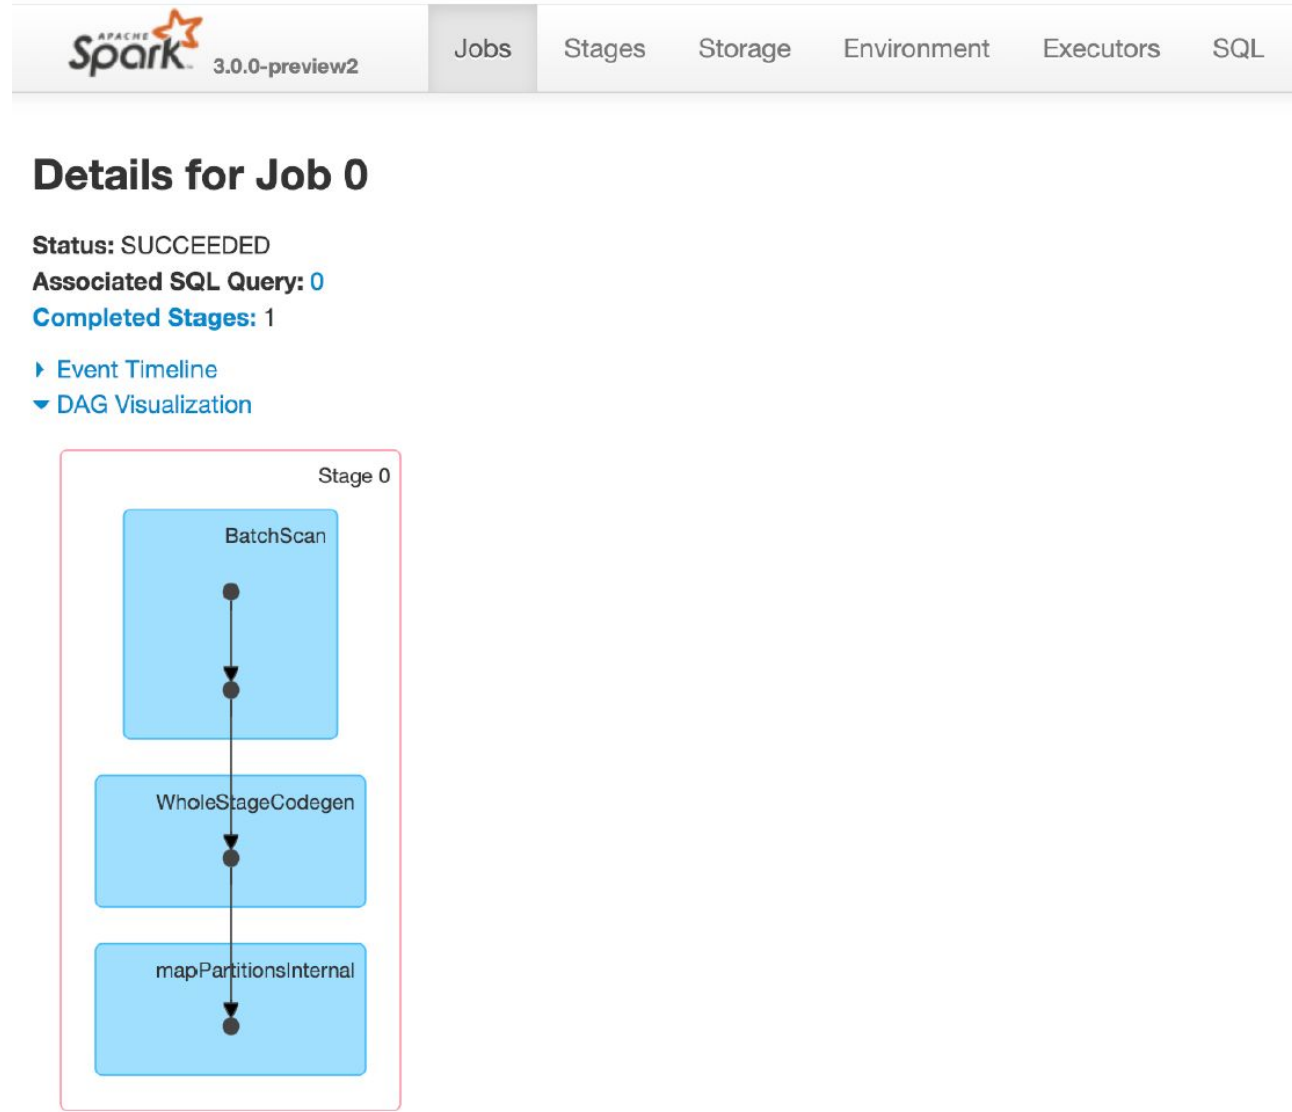 APACHE
Spark 3.0.0-preview2 Jobs Stages Storage Environment Executors SQL
Details for Job 0
Status: SUCCEEDED
Associated SQL Query: 0
Completed Stages: 1
Event Timeline
DAG Visualization
Stage 0
BatchScan
WholeStageCodegen
mapPartitionsInternal